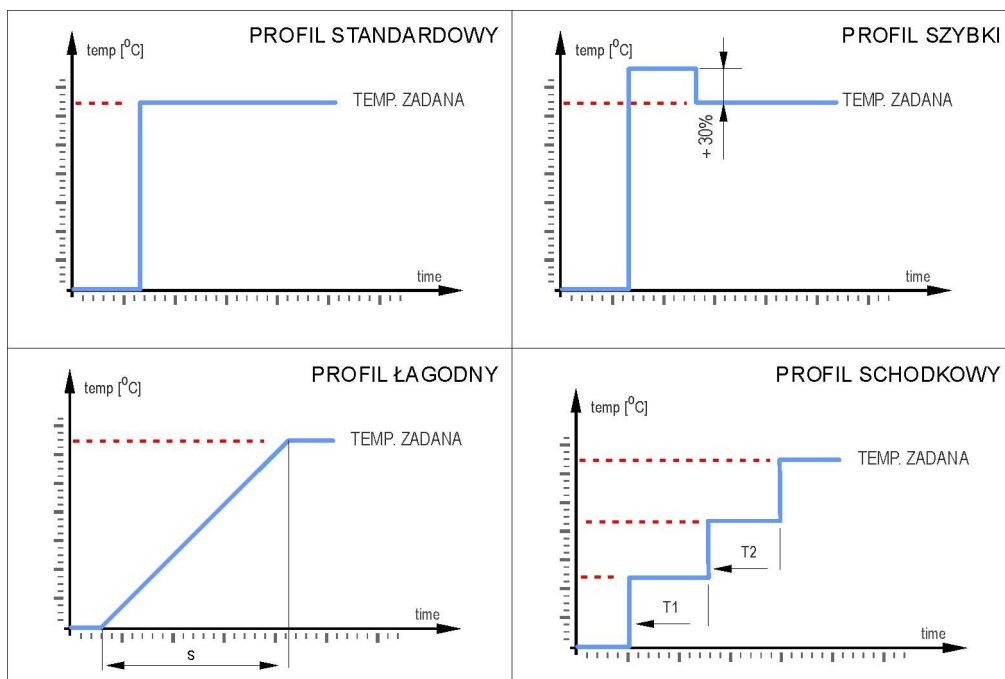 PROFIL STANDARDOWY
temp [°C]
TEMP. ZADANA
time
PROFIL SZYBKI
temp [°C]
TEMP. ZADANA
+ 30%
time
PROFIL ŁAGODNY
temp [°C]
TEMP. ZADANA
time
s
PROFIL SCHODKOWY
temp [°C]
TEMP. ZADANA
T2
T1
time